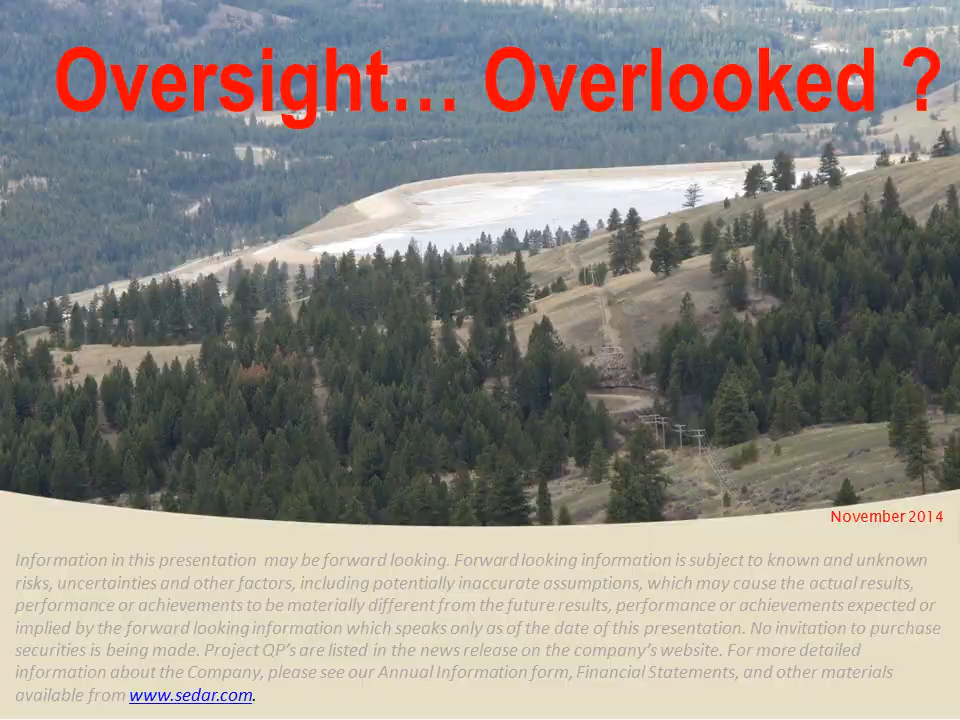 Oversight… Overlooked ?
November 2014
Information in this presentation may be forward looking. Forward looking information is subject to known and unknown
risks, uncertainties and other factors, including potentially inaccurate assumptions, which may cause the actual results,
performance or achievements to be materially different from the future results, performance or achievements expected or
implied by the forward looking information which speaks only as of the date of this presentation. No invitation to purchase
securities is being made. Project QP's are listed in the news release on the company's website. For more detailed
information about the Company, please see our Annual Information form, Financial Statements, and other materials
available from www.sedar.com.